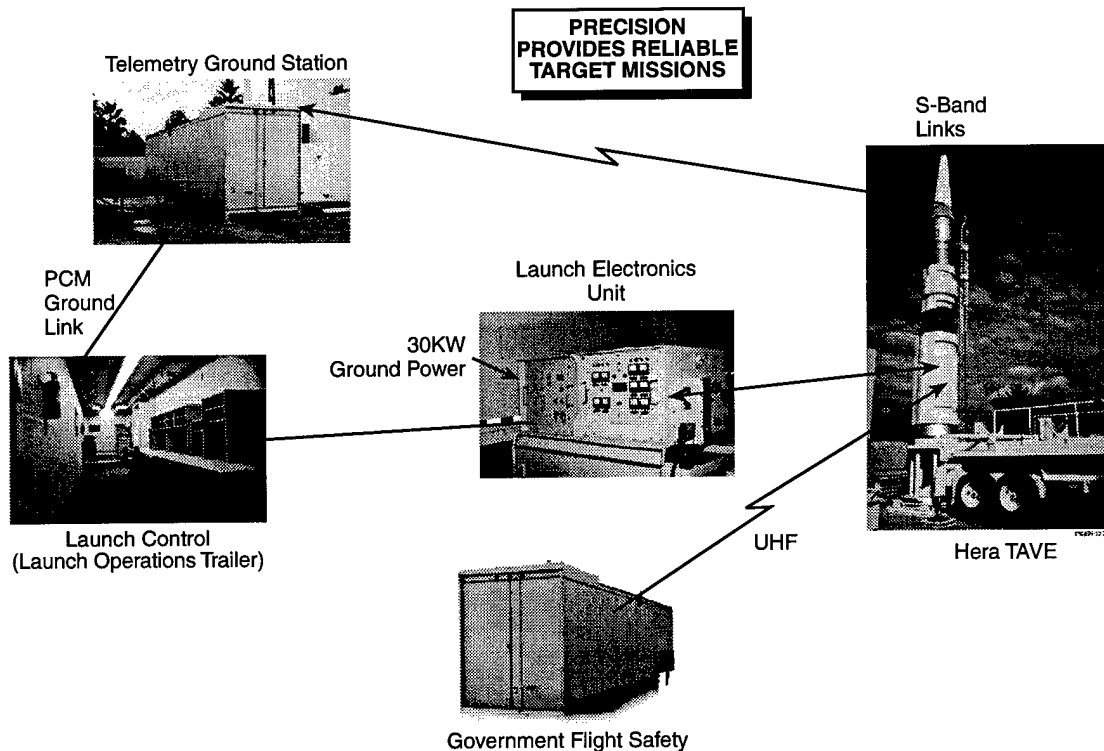 PRECISION
PROVIDES RELIABLE
TARGET MISSIONS
Telemetry Ground Station
S-Band
Links
PCM
Ground
Link
Launch Electronics
Unit
30KW
Ground Power
Launch Control
(Launch Operations Trailer)
UHF
Hera TAVE
Government Flight Safety